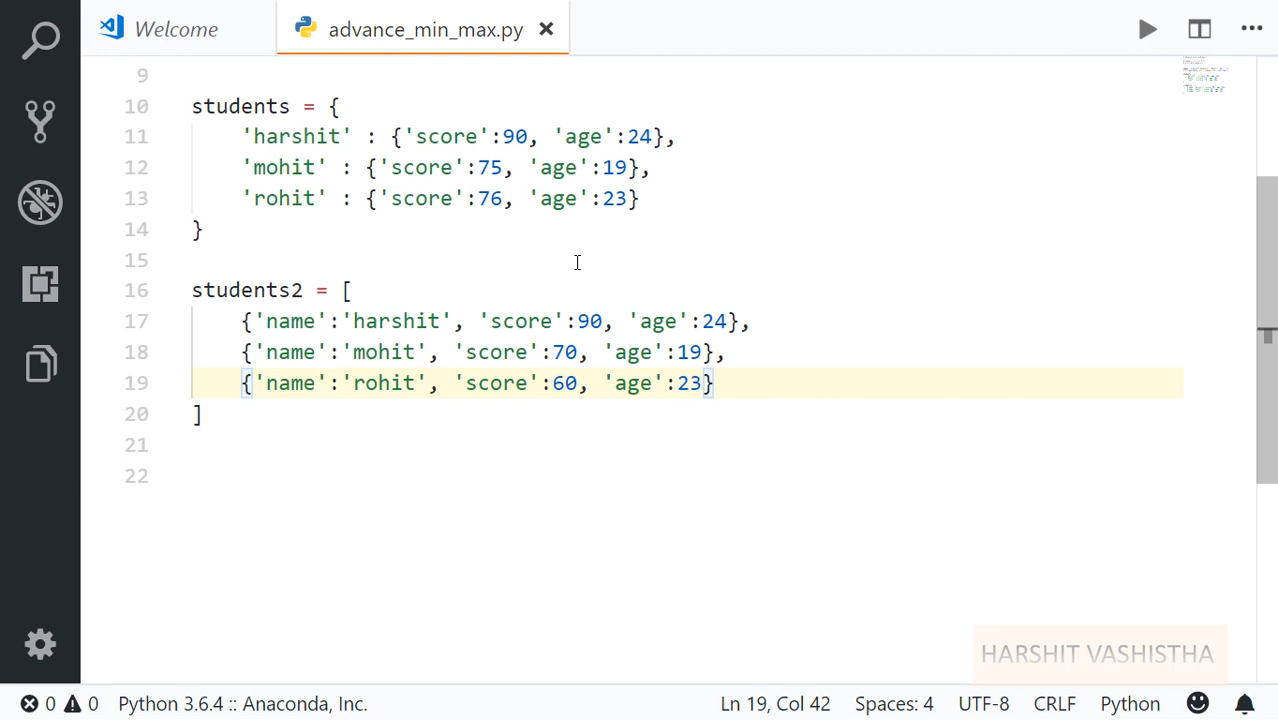 Welcome
advance_min_max.py
9
10 students = {
11 'harshit' : {'score':90, 'age':24},
12 'mohit' : {'score':75, 'age':19},
13 'rohit' : {'score':76, 'age':23}
14 }
15
16 students2 = [
17 {'name':'harshit', 'score':90, 'age':24},
18 {'name':'mohit', 'score':70, 'age':19},
19 {'name':'rohit', 'score':60, 'age':23}
20 ]
21
22
HARSHIT VASHISTHA
0 0 Python 3.6.4 :: Anaconda, Inc. Ln 19, Col 42 Spaces: 4 UTF-8 CRLF Python